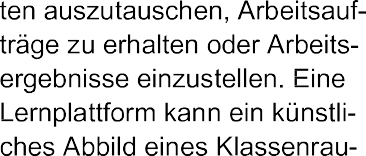 ten auszutauschen, Arbeitsauf-
träge zu erhalten oder Arbeits-
ergebnisse einzustellen. Eine
Lernplattform kann ein künstli-
ches Abbild eines Klassenrau-